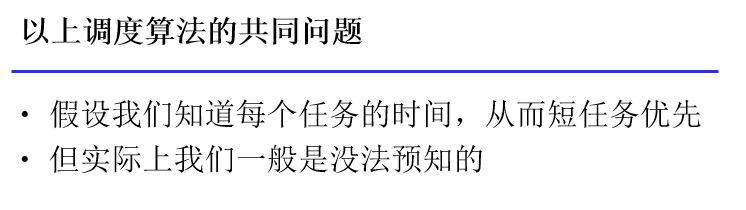 以上调度算法的共同问题
• 假设我们知道每个任务的时间，从而短任务优先
• 但实际上我们一般是没法预知的